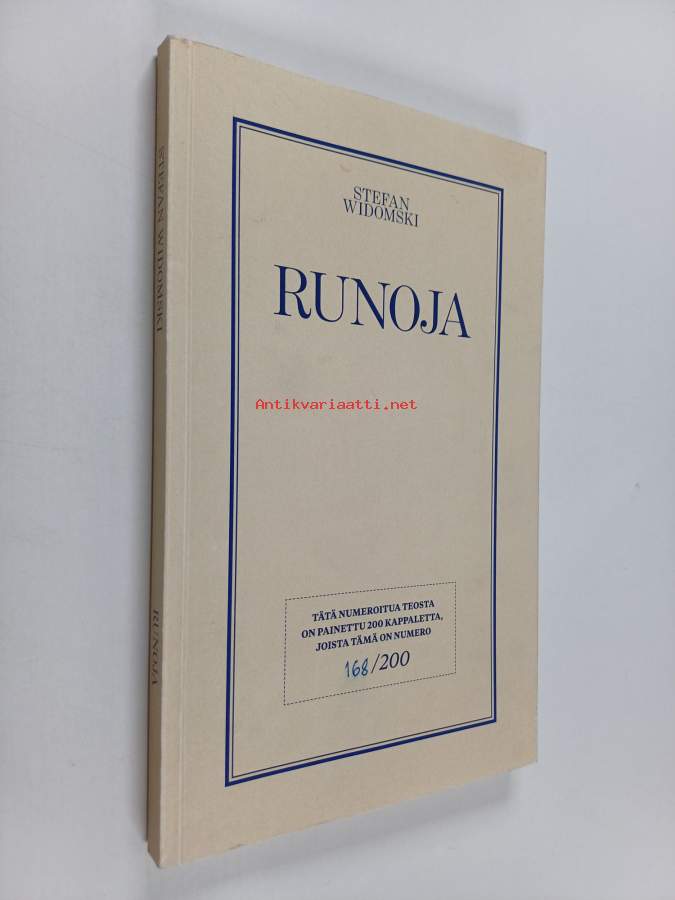 STEFAN WIDOMSKI
RUNOJA
STEFAN
WIDOMSKI
RUNOJA
Antikvariaatti.net
TÄTÄ NUMEROITUA TEOSTA
ON PAINETTU 200 KAPPALETTA,
JOISTA TÄMÄ ON NUMERO
168/200